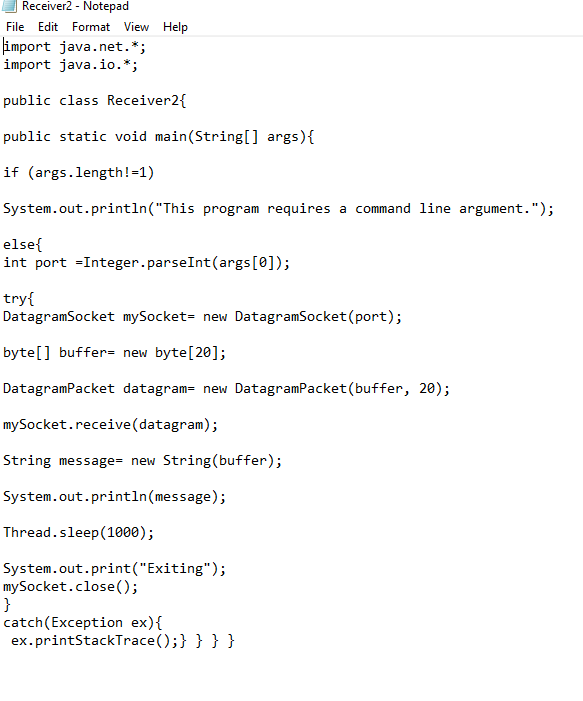 Receiver2 - Notepad
File Edit Format View Help
import java.net.*;
import java.io.*;
public class Receiver2{
public static void main(String[] args){
if (args.length!=1)
System.out.println("This program requires a command line argument.");
else{
int port =Integer.parseInt(args[0]);
try{
DatagramSocket mySocket= new DatagramSocket(port);
byte[] buffer= new byte[20];
DatagramPacket datagram= new DatagramPacket(buffer, 20);
mySocket.receive(datagram);
String message= new String(buffer);
System.out.println(message);
Thread.sleep(1000);
System.out.print("Exiting");
mySocket.close();
}
catch(Exception ex){
ex.printStackTrace();} } } }